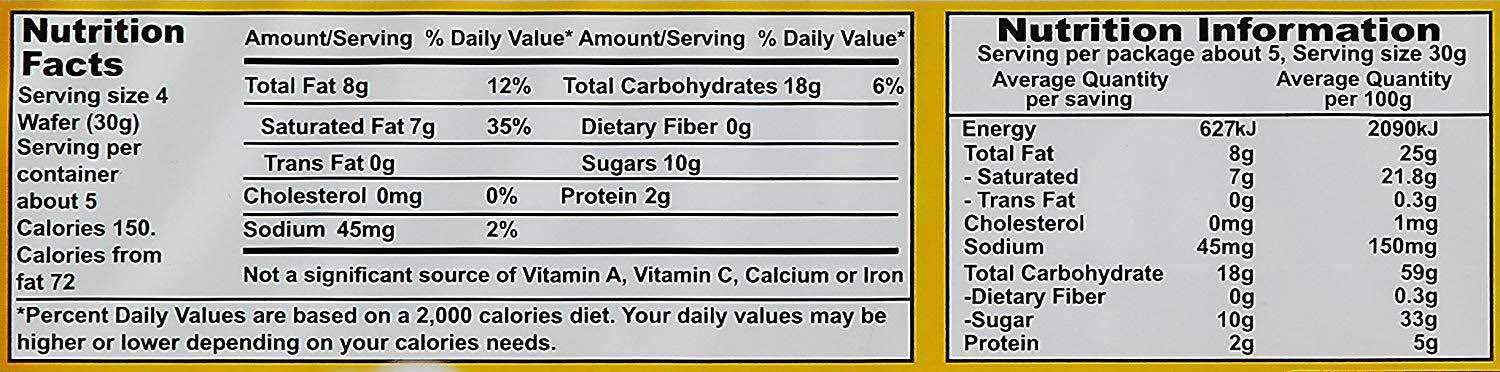 Nutrition
Facts
Serving size 4
Wafer (30g)
Serving per
container
about 5
Calories 150.
Calories from
fat 72
Amount/Serving % Daily Value* Amount/Serving % Daily Value*
Total Fat 8g 12% Total Carbohydrates 18g 6%
Saturated Fat 7g 35% Dietary Fiber 0g
Trans Fat 0g Sugars 10g
Cholesterol 0mg 0% Protein 2g
Sodium 45mg 2%
Not a significant source of Vitamin A, Vitamin C, Calcium or Iron
*Percent Daily Values are based on a 2,000 calories diet. Your daily values may be
higher or lower depending on your calories needs.
Nutrition Information
Serving per package about 5, Serving size 30g
Average Quantity Average Quantity
per saving per 100g
Energy 627kJ 2090kJ
Total Fat 8g 25g
- Saturated 7g 21.8g
- Trans Fat 0g 0.3g
Cholesterol 0mg 1mg
Sodium 45mg 150mg
Total Carbohydrate 18g 59g
-Dietary Fiber 0g 0.3g
-Sugar 10g 33g
Protein 2g 5g